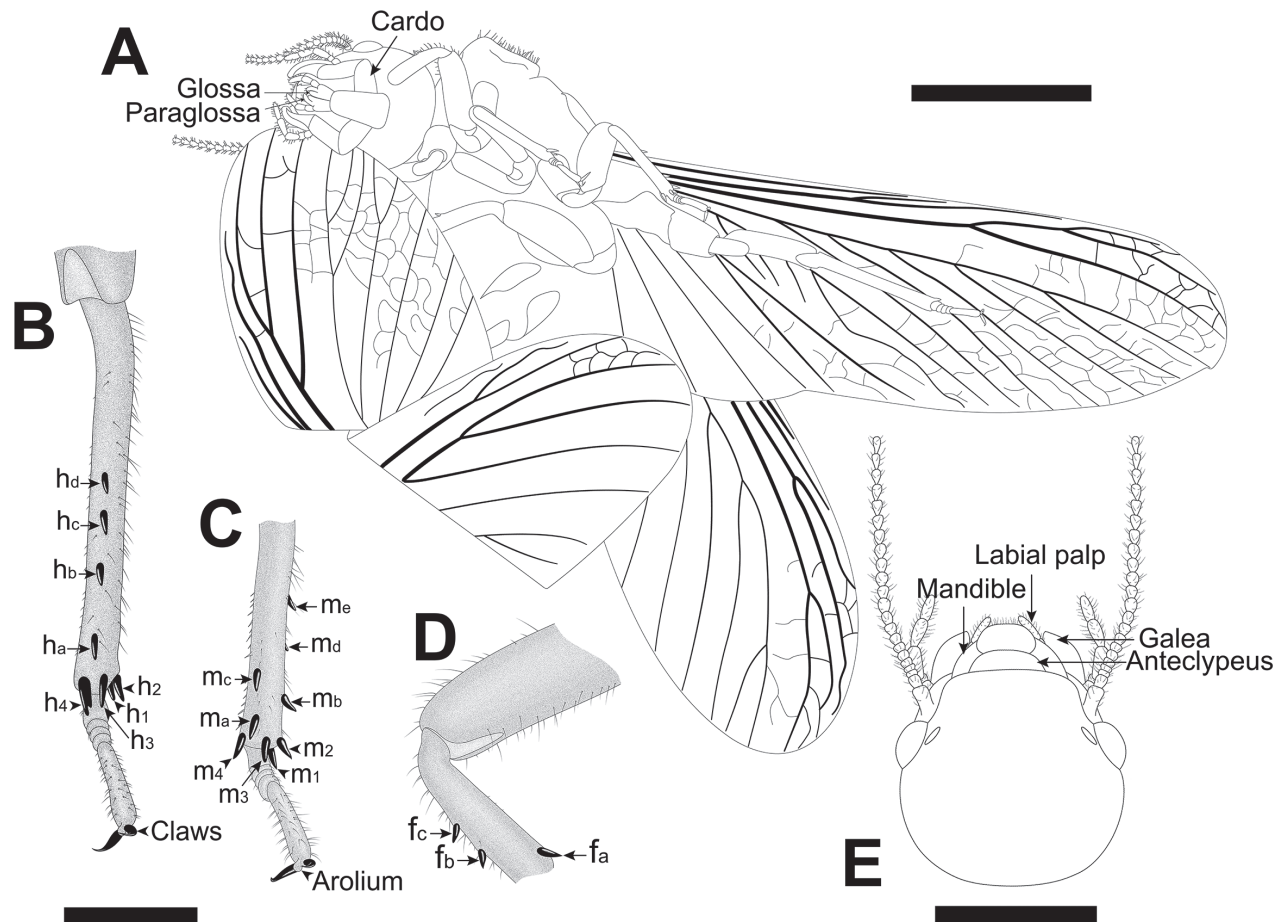 A
Cardo
Glossa
Paraglossa
B
hd
hc
hb
ha
h4
h2
h1
h3
Claws
C
me
md
mc
mb
ma
m2
m4
m1
m3
Arolium
D
fc
fb
fa
E
Labial palp
Mandible
Galea
Anteclypeus